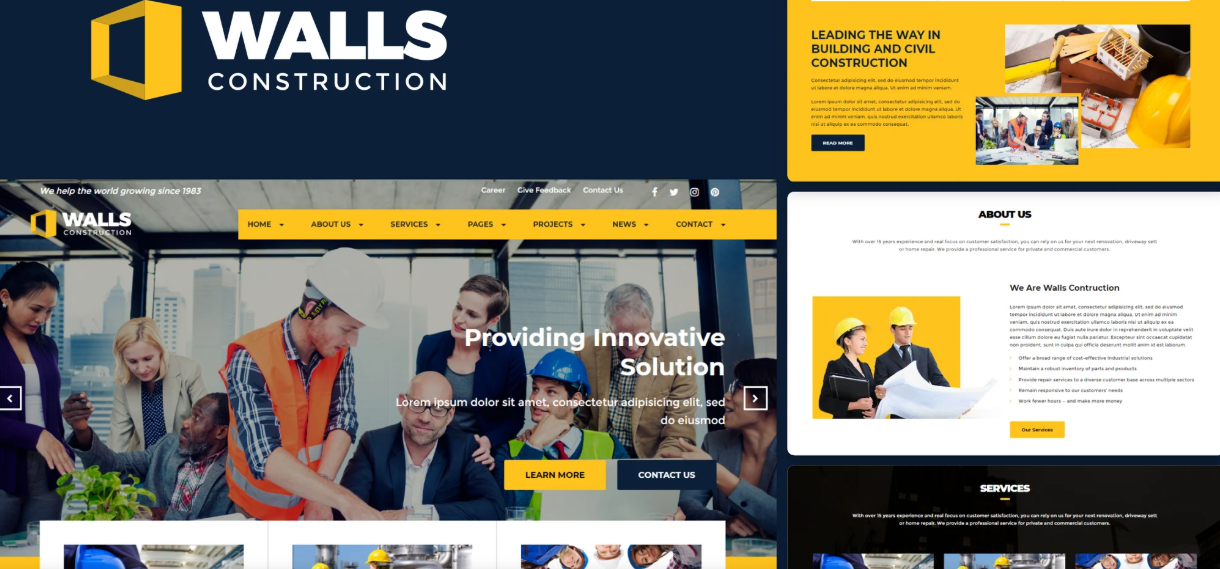 WALLS
CONSTRUCTION
We help the world growing since 1983
Career Give Feedback Contact Us
WALLS
CONSTRUCTION
HOME ABOUT US SERVICES PAGES PROJECTS NEWS CONTACT
Providing Innovative
Solution
Lorem ipsum dolor sit amet, consectetur adipisicing elit, sed
do eiusmod
LEARN MORE CONTACT US
LEADING THE WAY IN
BUILDING AND CIVIL
CONSTRUCTION
Consectetur adipisicing elit, sed do eiusmod tempor incididunt
ut labore et dolore magna aliqua. Ut enim ad minim veniam.
Lorem ipsum dolor sit amet, consectetur adipisicing elit, sed do
eiusmod tempor incididunt ut labore et dolore magna aliqua. Ut
enim ad minim veniam, quis nostrud exercitation ullamco laboris
nisi ut aliquip ex ea commodo consequat.
READ MORE
ABOUT US
With over 15 years experience and real focus on customer satisfaction, you can rely on us for your next renovation, driveway sett
or home repair. We provide a professional service for private and commercial customers.
We Are Walls Contruction
Lorem ipsum dolor sit amet, consectetur adipisicing elit, sed do eiusmod
tempor incididunt ut labore et dolore magna aliqua. Ut enim ad minim
veniam, quis nostrud exercitation ullamco laboris nisi ut aliquip ex ea
commodo consequat. Duis aute irure dolor in reprehenderit in voluptate velit
esse cillum dolore eu fugiat nulla pariatur. Excepteur sint occaecat cupidatat
non proident, sunt in culpa qui officia deserunt mollit anim id est laborum.
Offer a broad range of cost-effective industrial solutions
Maintain a robust inventory of parts and products
Provide repair services to a diverse customer base across multiple sectors
Remain responsive to our customers' needs
Work fewer hours – and make more money
Our Services
SERVICES
With over 15 years experience and real focus on customer satisfaction, you can rely on us for your next renovation, driveway sett
or home repair. We provide a professional service for private and commercial customers.